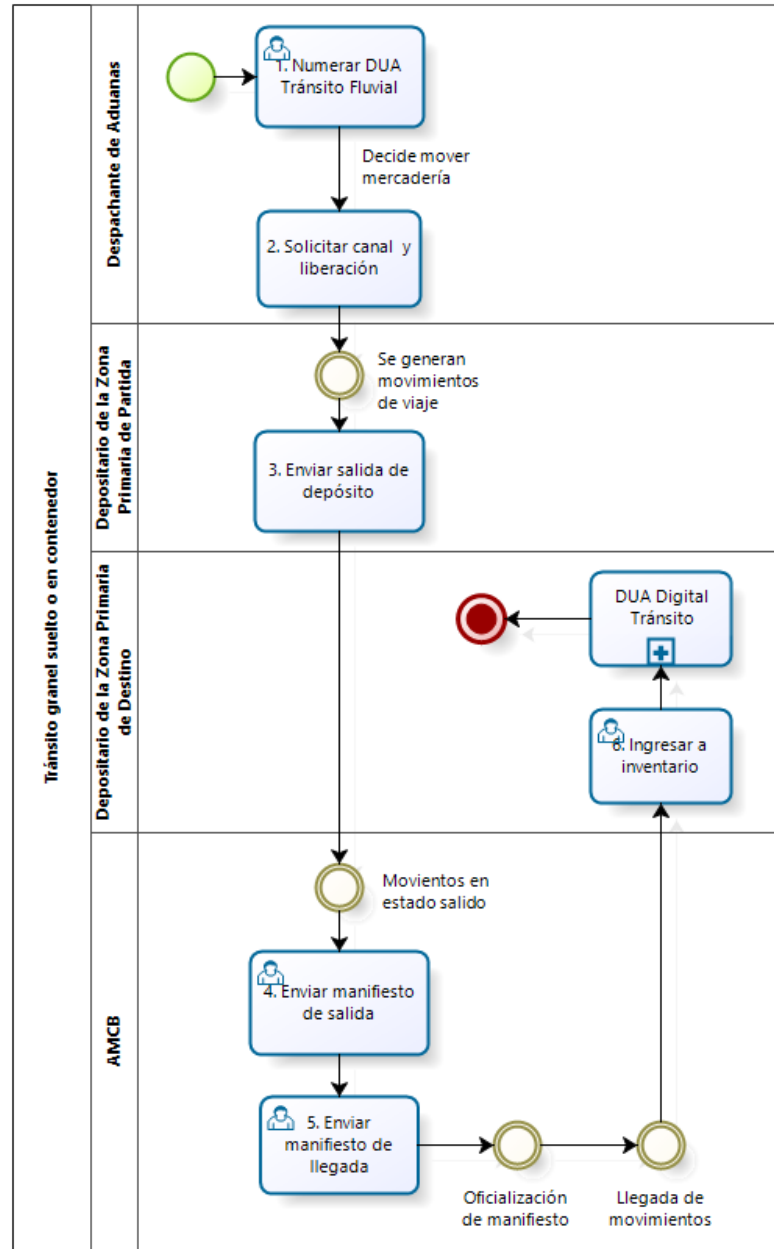 Tránsito granel suelto o en contenedor
Despachante de Aduanas
1. Numerar DUA
Tránsito Fluvial
Decide mover
mercadería
2. Solicitar canal y
liberación
Depositario de la Zona
Primaria de Partida
Se generan
movimientos
de viaje
3. Enviar salida de
depósito
Depositario de la Zona Primaria
de Destino
DUA Digital
Tránsito
6. Ingresar a
inventario
AMCB
Movientos en
estado salido
4. Enviar manifiesto
de salida
5. Enviar
manifiesto de
llegada
Oficialización
de manifiesto
Llegada de
movimientos